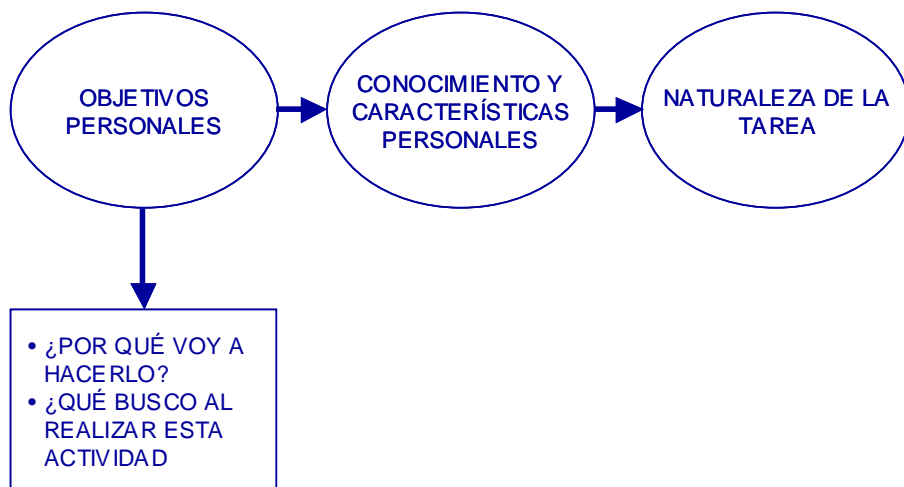 OBJETIVOS
PERSONALES
CONOCIMIENTO Y
CARACTERÍSTICAS
PERSONALES
NATURALEZA DE LA
TAREA
• ¿POR QUÉ VOY A
HACERLO?
• ¿QUÉ BUSCO AL
REALIZAR ESTA
ACTIVIDAD